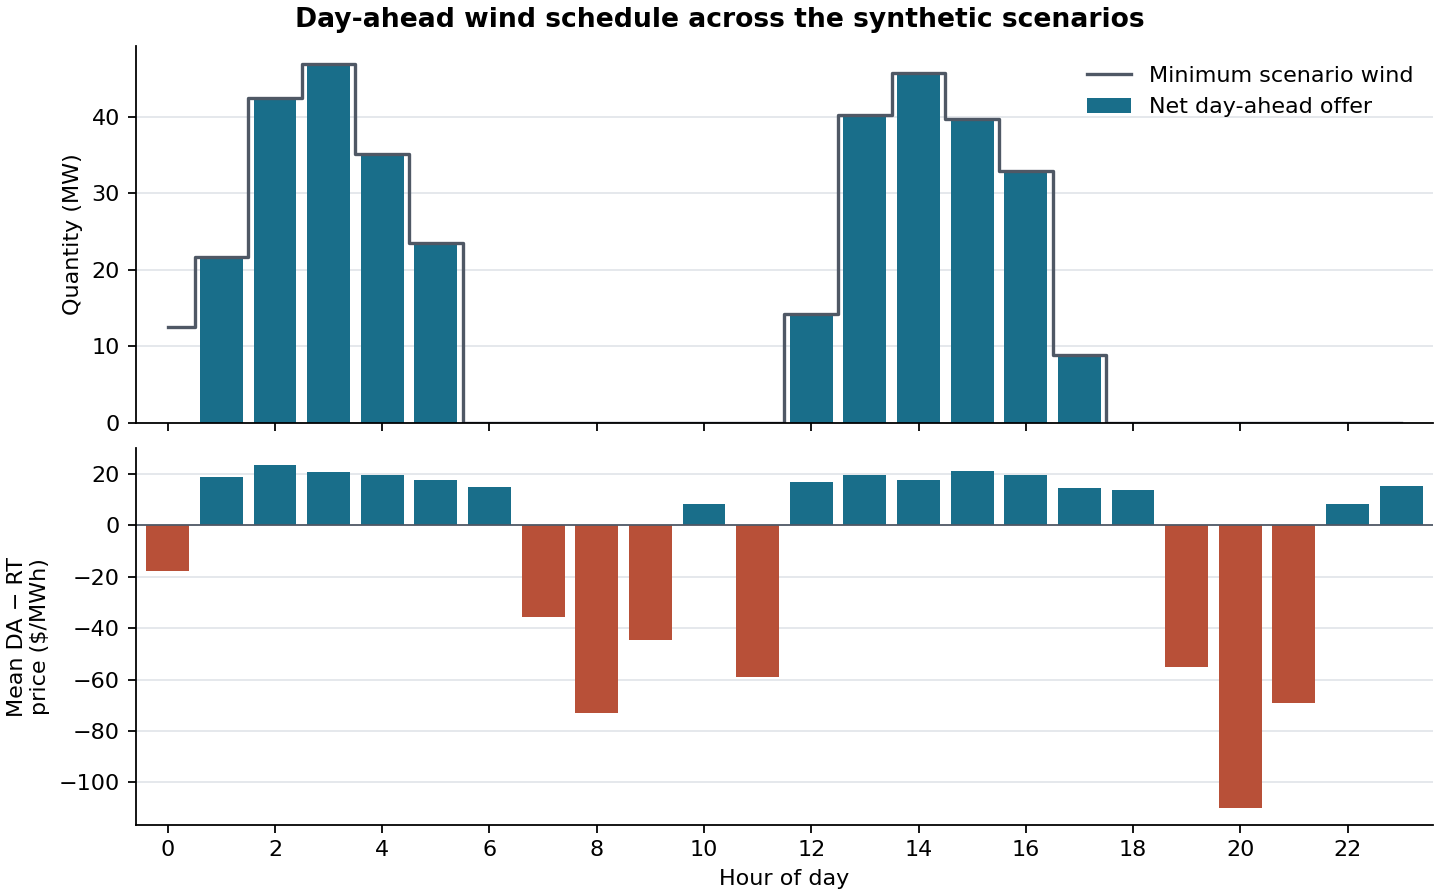 Day-ahead wind schedule across the synthetic scenarios
Minimum scenario wind
Net day-ahead offer
Quantity (MW)
40
30
20
10
0
Mean DA − RT
price ($/MWh)
20
0
−20
−40
−60
−80
−100
0 2 4 6 8 10 12 14 16 18 20 22
Hour of day